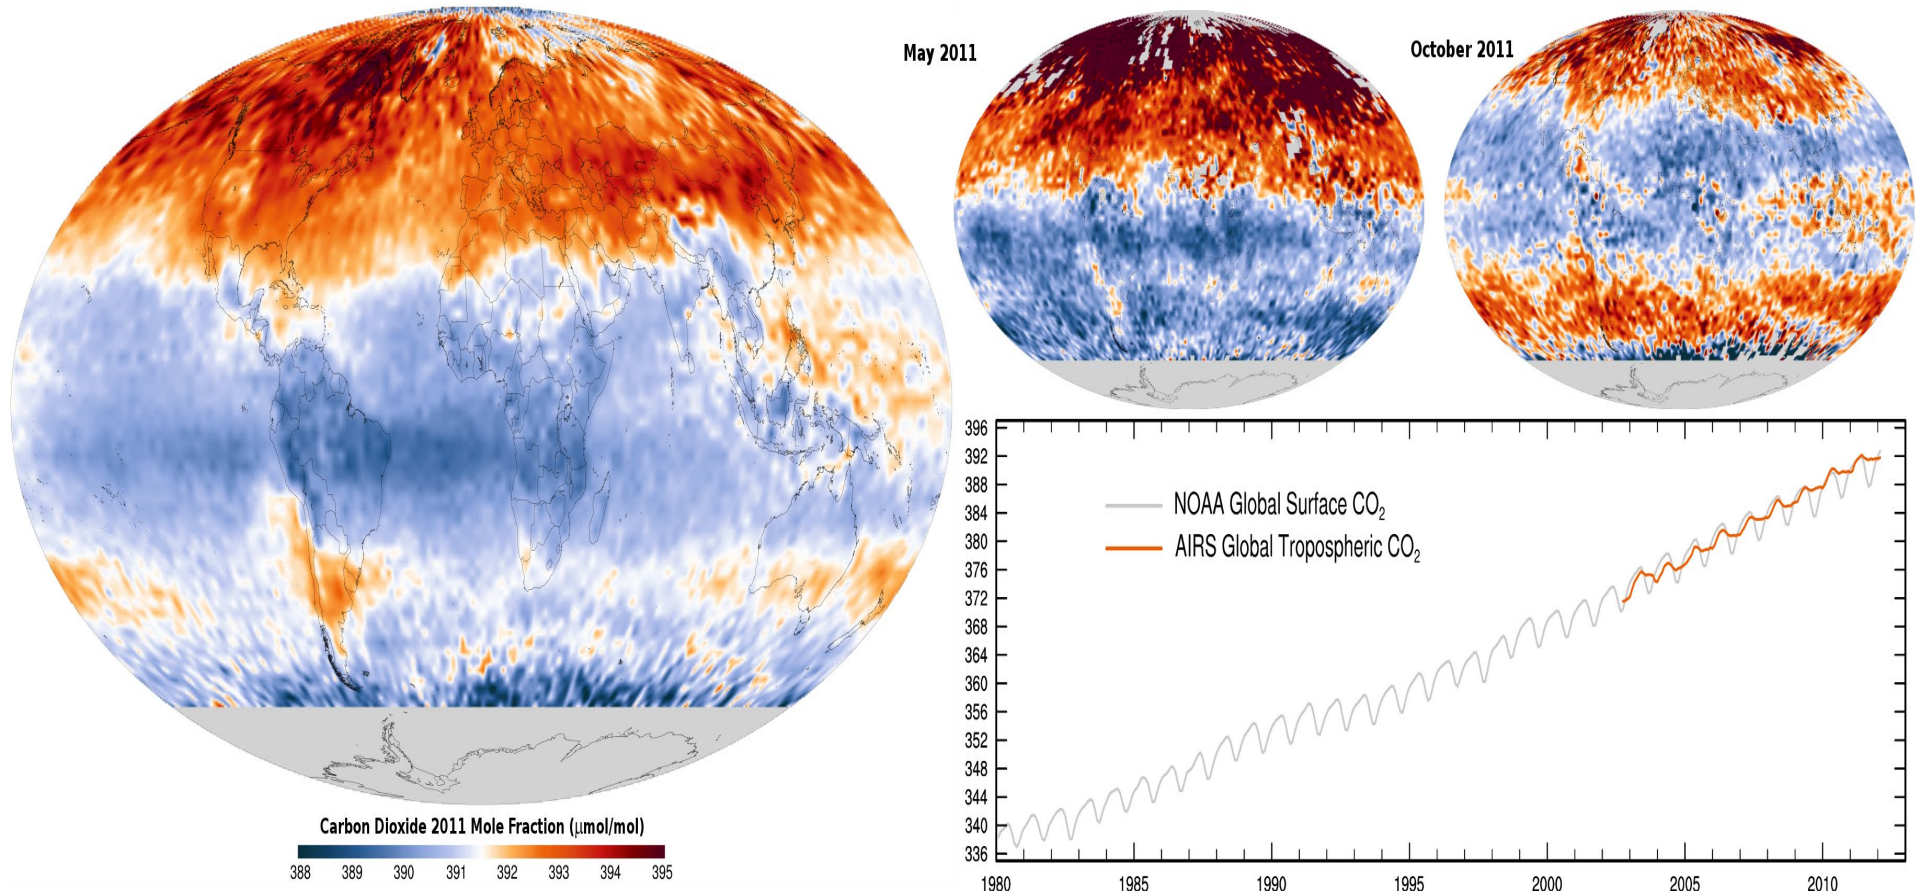 May 2011
October 2011
Carbon Dioxide 2011 Mole Fraction (μmol/mol)
388 389 390 391 392 393 394 395
396
392
388
384
380
376
372
368
364
360
356
352
348
344
340
336
NOAA Global Surface CO₂
AIRS Global Tropospheric CO₂
1980 1985 1990 1995 2000 2005 2010